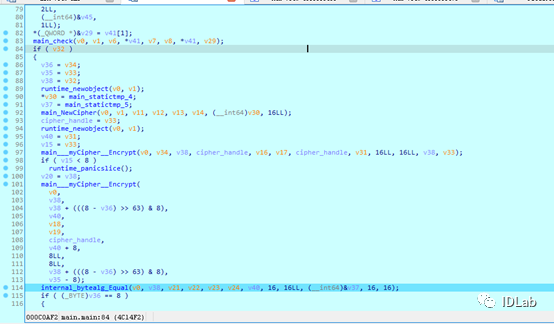 79 2LL,
80 (__int64)&v45,
81 1LL);
82 *(_QWORD *)&v29 = v41[1];
83 main_check(v0, v1, v6, *v41, v7, v8, *v41, v29);
84 if ( v32 )
85 {
86 v36 = v34;
87 v35 = v33;
88 v38 = v32;
89 runtime_newobject(v0, v1);
90 *v30 = main_statictmp_4;
91 v37 = main_statictmp_5;
92 main_NewCipher(v0, v1, v11, v12, v13, v14, (__int64)v30, 16LL);
93 cipher_handle = v33;
94 runtime_newobject(v0, v1);
95 v40 = v31;
96 v15 = v33;
97 main___myCipher__Encrypt(v0, v34, v38, cipher_handle, v16, v17, cipher_handle, v31, 16LL, 16LL, v38, v33);
98 if ( v15 < 8 )
99 runtime_panicslice();
100 v20 = v38;
101 main___myCipher__Encrypt(
102 v0,
103 v38,
104 v38 + (((8 - v36) >> 63) & 8),
105 v40,
106 v18,
107 v19,
108 cipher_handle,
109 v40 + 8,
110 8LL,
111 8LL,
112 v38 + (((8 - v36) >> 63) & 8),
113 v35 - 8);
114 internal_bytealg_Equal(v0, v38, v21, v22, v23, v24, v40, 16, 16LL, (__int64)&v37, 16, 16);
115 if ( (_BYTE)v36 == 8 )
116 {
000C0AF2 main.main:84 (4C14F2)
IDLab